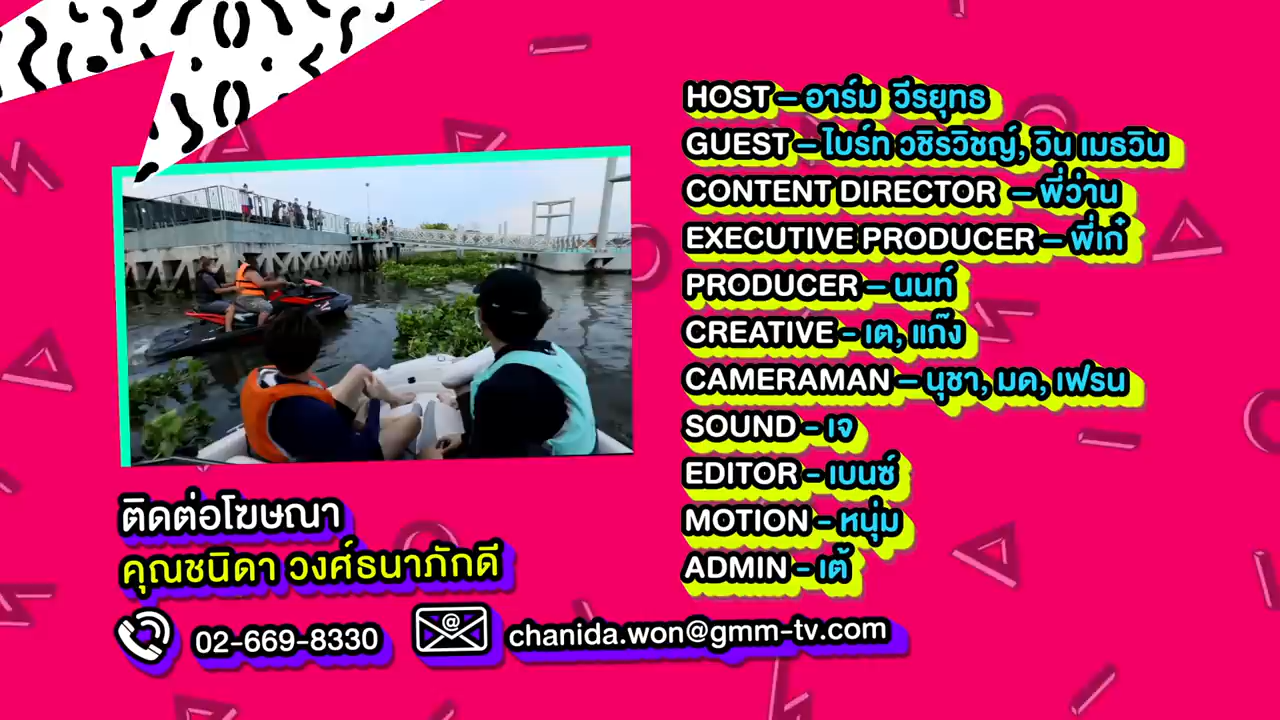 HOST – อาร์ม วีรยุทธ
GUEST – ไบร์ท วชิรวิชญ์, วิน เมธวิน
CONTENT DIRECTOR – พี่ว่าน
EXECUTIVE PRODUCER – พี่เก๋
PRODUCER – นนท์
CREATIVE – เต, แก๊ง
CAMERAMAN – นุชา, มด, เฟรน
SOUND – เจ
EDITOR – เบนซ์
MOTION – หนุ่ม
ADMIN – เต้
ติดต่อโฆษณา
คุณชนิดา วงศ์ธนาภักดี
02-669-8330
@
chanida.won@gmm-tv.com